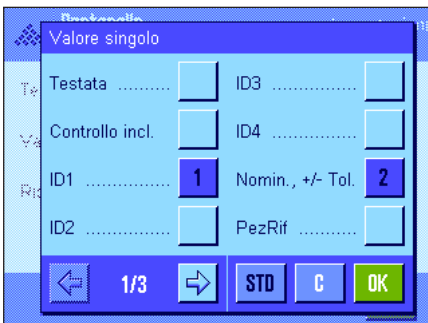 Valore singolo
Testata ..........
ID3 ................
Controllo incl.
ID4 ................
ID1 ................ 1
Nomin., +/- Tol. 2
ID2 ................
PezRif ...........
1/3
STD
C
OK